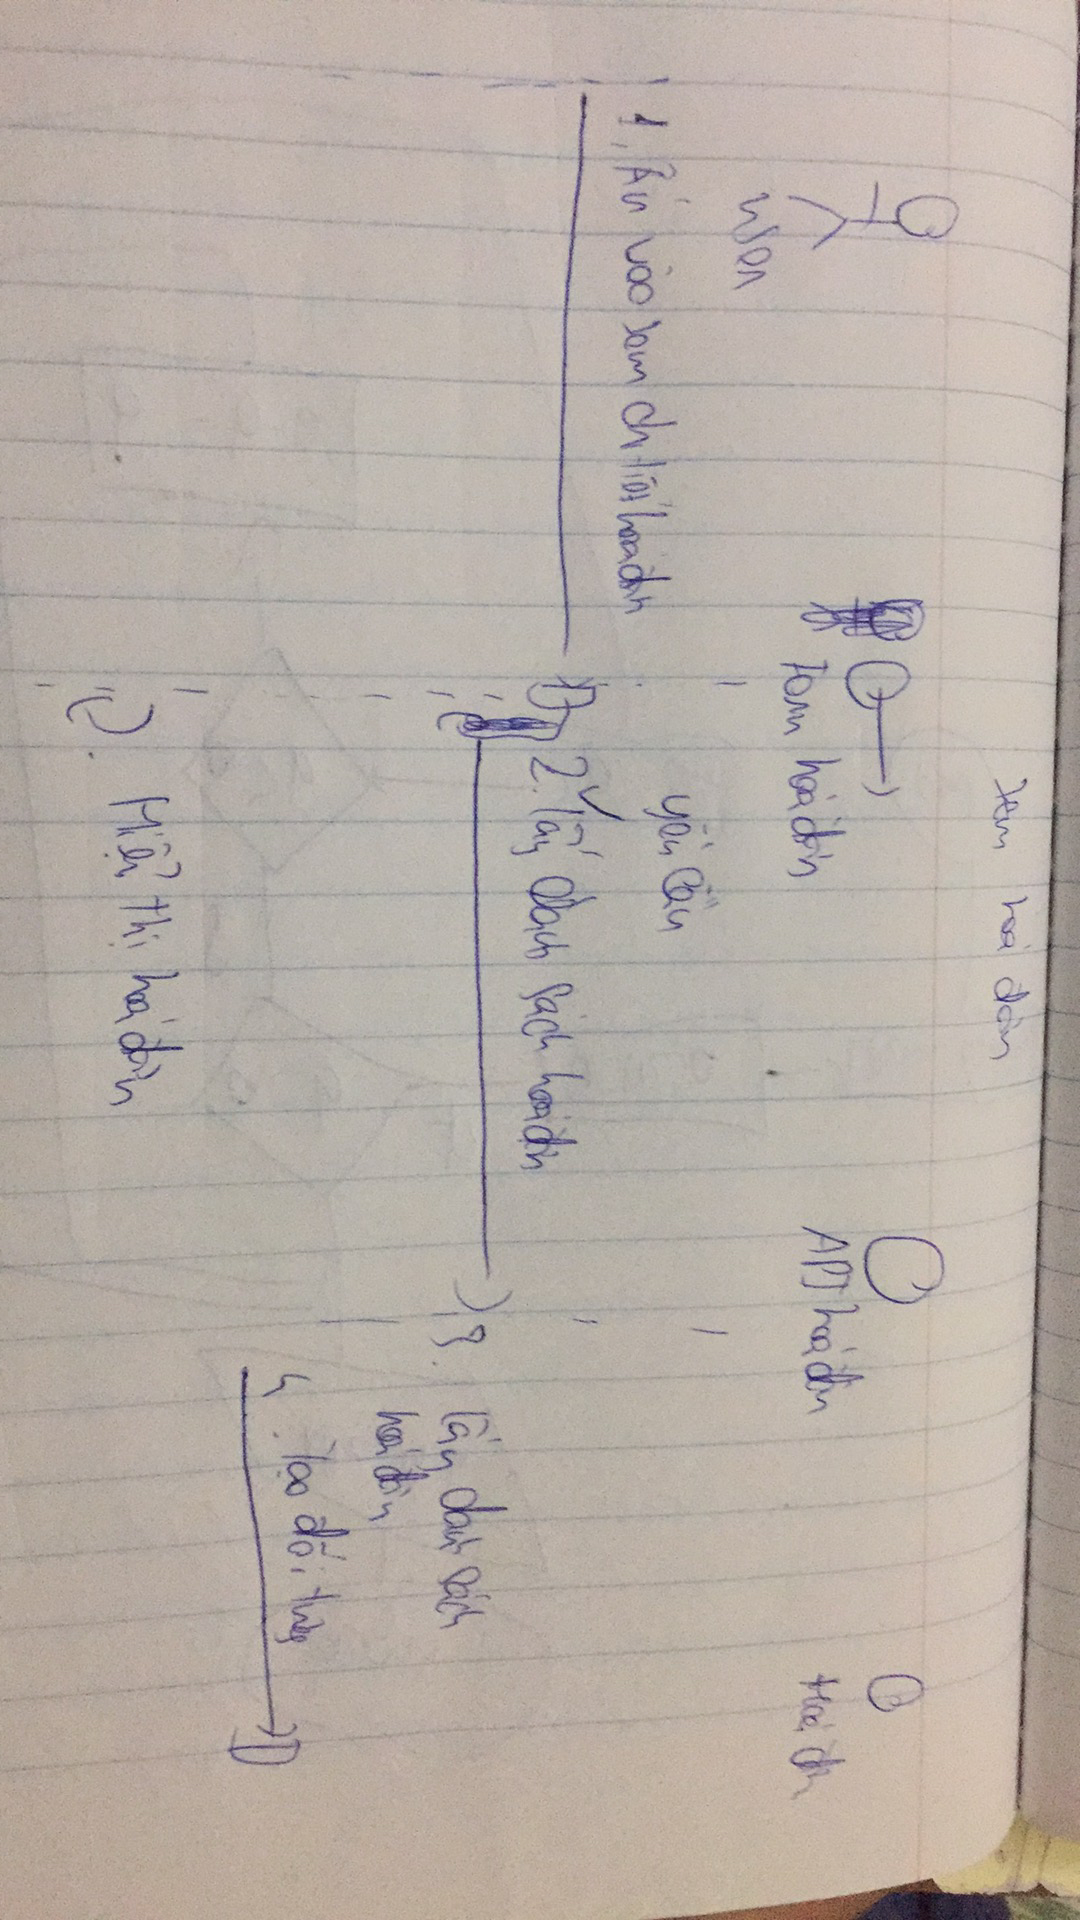 xem hoá đơn
user
Form hoá đơn
API hoá đơn
Hoá đơn
1. Ấn vào xem chi tiết hoá đơn
yêu cầu
2. Lấy danh sách hoá đơn
3. Lấy danh sách
hoá đơn
4. Tạo đối tượng
Hiển thị hoá đơn